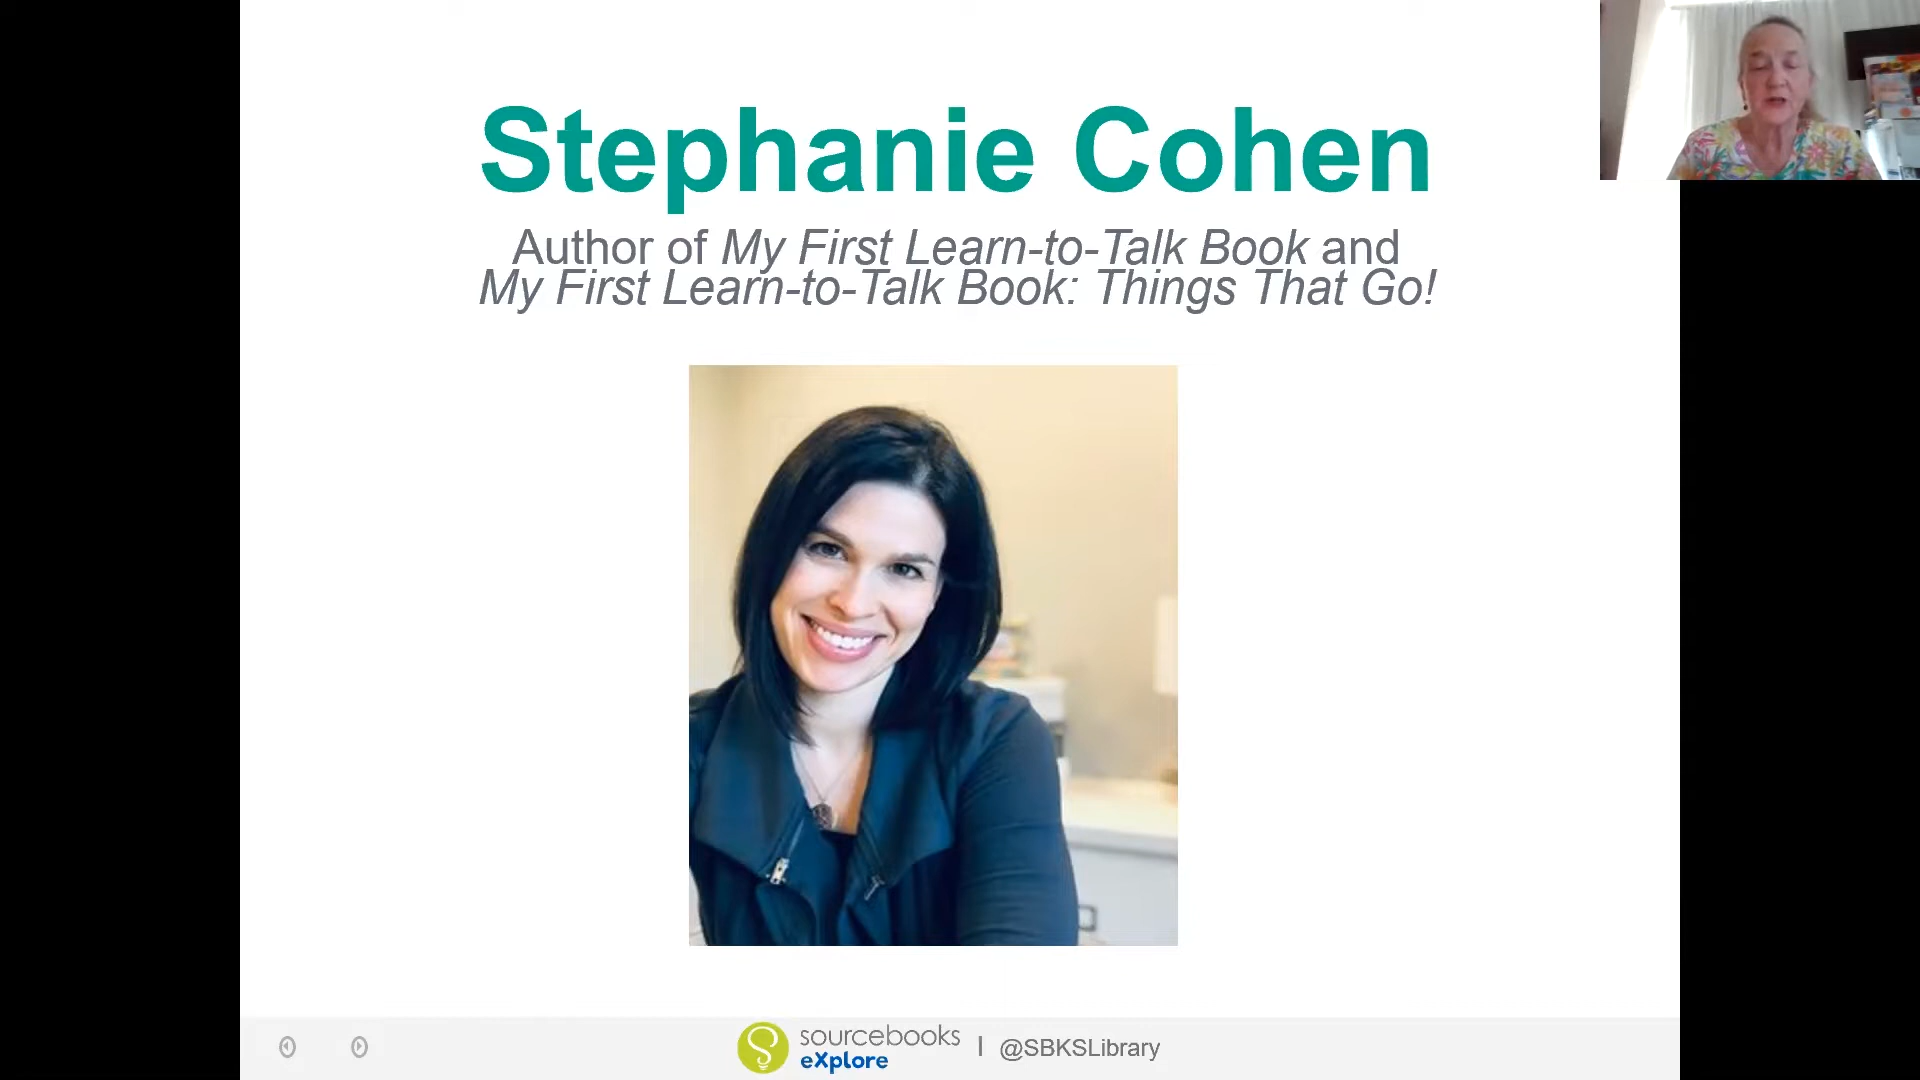 Stephanie Cohen
Author of My First Learn-to-Talk Book and
My First Learn-to-Talk Book: Things That Go!
sourcebooks
eXplore
| @SBKSLibrary